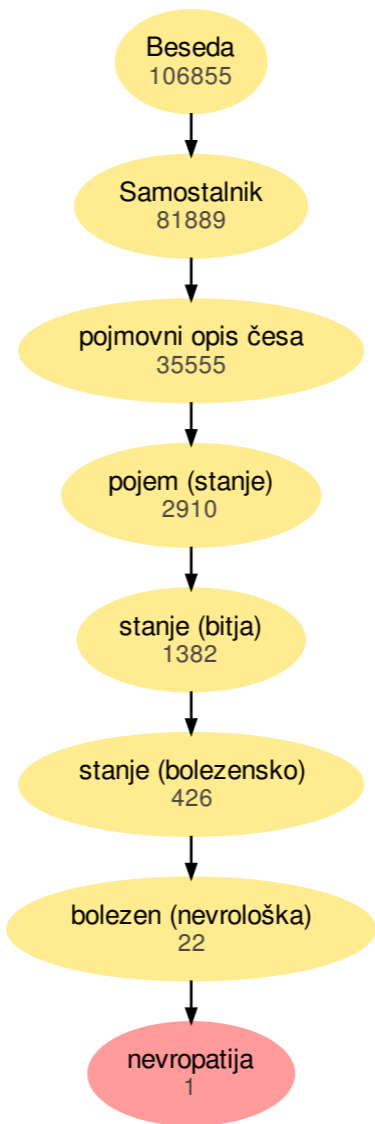 Beseda
106855
Samostalnik
81889
pojmovni opis česa
35555
pojem (stanje)
2910
stanje (bitja)
1382
stanje (bolezensko)
426
bolezen (nevrološka)
22
nevropatija
1